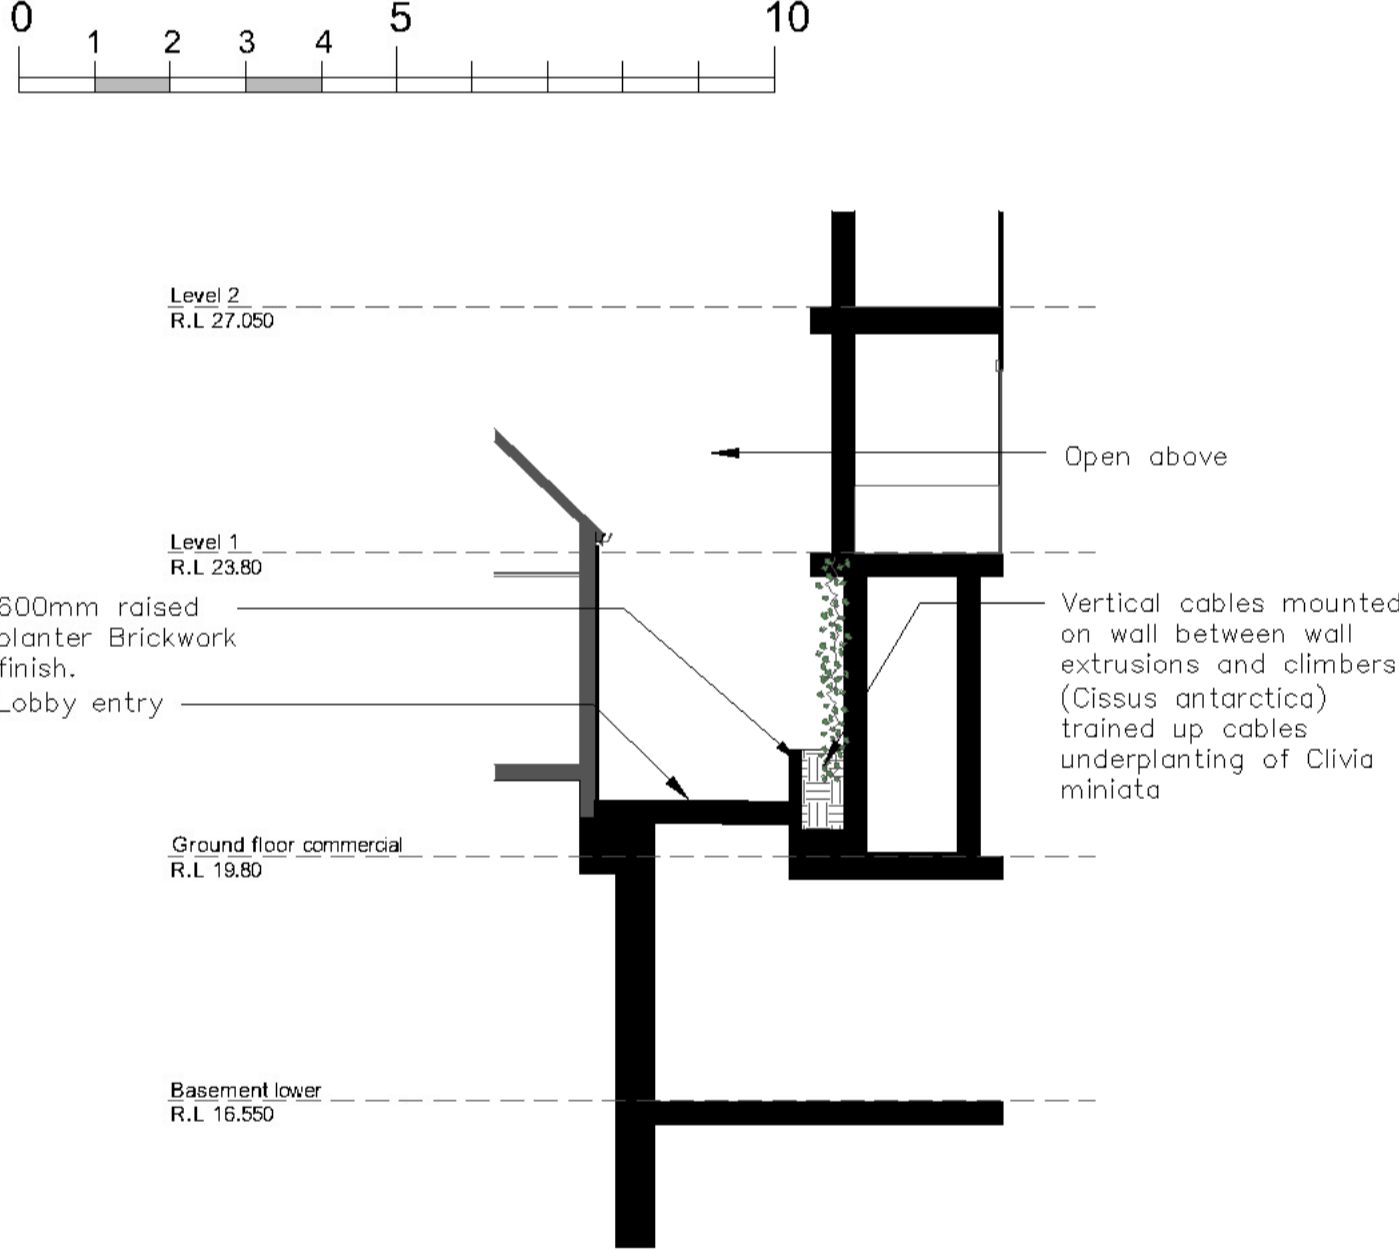 0 5 10
1 2 3 4
Level 2
R.L 27.050
Open above
Level 1
R.L 23.80
600mm raised
planter Brickwork
finish.
Lobby entry
Vertical cables mounted
on wall between wall
extrusions and climbers
(Cissus antarctica)
trained up cables
underplanting of Clivia
miniata
Ground floor commercial
R.L 19.80
Basement lower
R.L 16.550